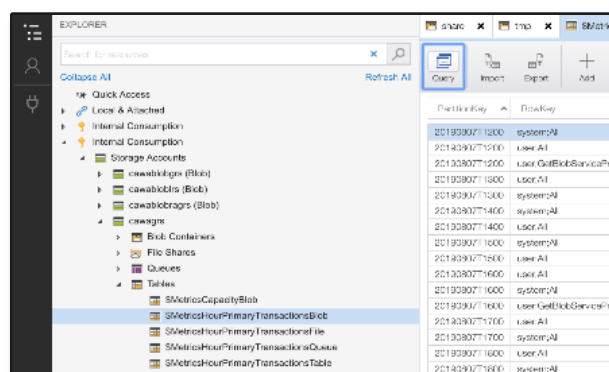 EXPLORER
Search for resources
Collapse All
Refresh All
Quick Access
Local & Attached
Internal Consumption
Internal Consumption
Storage Accounts
cawablobgrs (Blob)
cawabloblrs (Blob)
cawablobragrs (Blob)
cawagrs
Blob Containers
File Shares
Queues
Tables
$MetricsCapacityBlob
$MetricsHourPrimaryTransactionsBlob
$MetricsHourPrimaryTransactionsFile
$MetricsHourPrimaryTransactionsQueue
$MetricsHourPrimaryTransactionsTable
share
tmp
$Metric
Query
Import
Export
Add
PartitionKey
RowKey
20190807T1200 system;All
20190807T1200 user;All
20190807T1200 user;GetBlobServicePr
20190807T1300 user;All
20190807T1300 system;All
20190807T1400 system;All
20190807T1400 user;All
20190807T1500 system;All
20190807T1500 user;All
20190807T1600 user;All
20190807T1600 system;All
20190807T1600 user;GetBlobServicePr
20190807T1700 user;All
20190807T1700 system;All
20190807T1800 user;All
20190807T1800 system;All